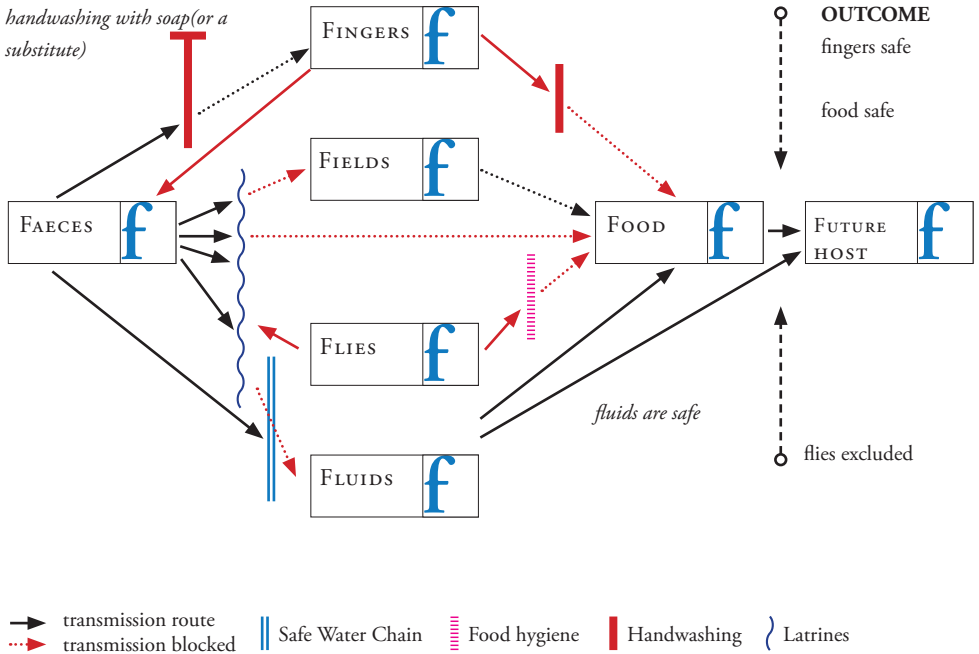 handwashing with soap(or a
substitute)
FINGERS f
OUTCOME
fingers safe
food safe
FIELDS f
FAECES f
FOOD f
FUTURE
HOST f
FLIES f
fluids are safe
flies excluded
FLUIDS f
transmission route
transmission blocked
Safe Water Chain
Food hygiene
Handwashing
Latrines